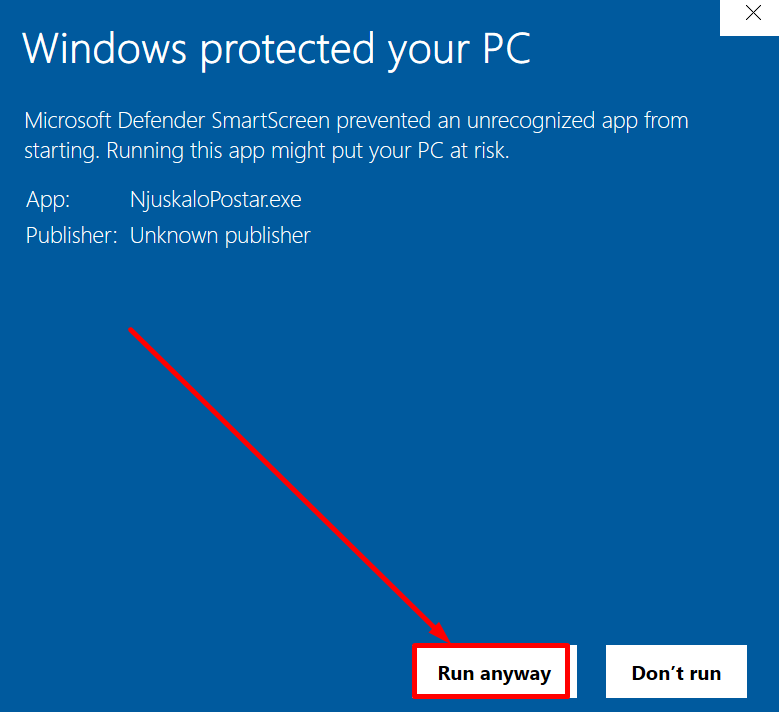 Windows protected your PC
Microsoft Defender SmartScreen prevented an unrecognized app from
starting. Running this app might put your PC at risk.
App: NjuskaloPostar.exe
Publisher: Unknown publisher
Run anyway Don’t run